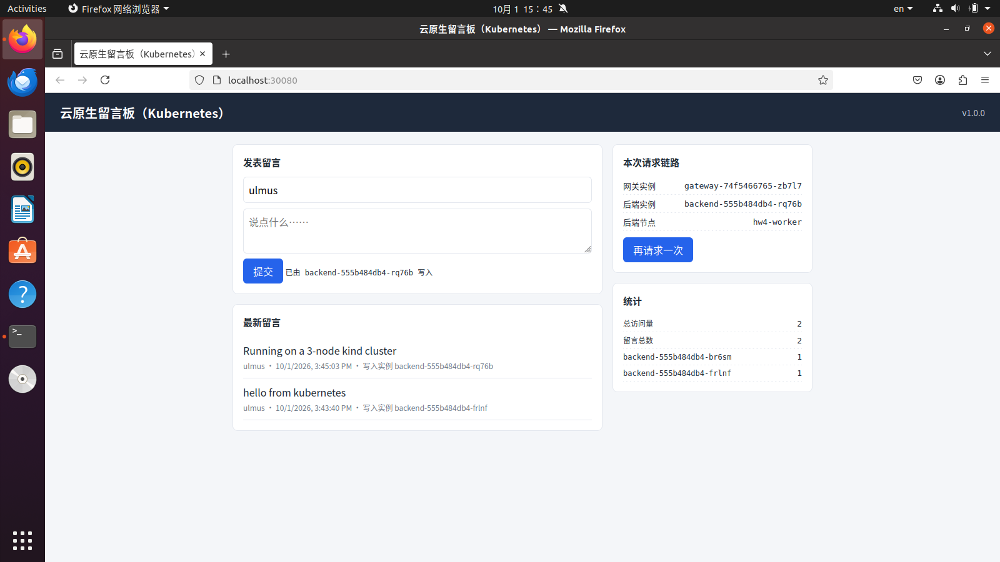 Activities
Firefox 网络浏览器
10月 1 15：45
en
云原生留言板（Kubernetes） — Mozilla Firefox
云原生留言板（Kubernetes）
localhost:30080
云原生留言板（Kubernetes）
v1.0.0
发表留言
ulmus
说点什么……
提交 已由 backend-555b484db4-rq76b 写入
最新留言
Running on a 3-node kind cluster
ulmus · 10/1/2026, 3:45:03 PM · 写入实例 backend-555b484db4-rq76b
hello from kubernetes
ulmus · 10/1/2026, 3:43:40 PM · 写入实例 backend-555b484db4-frlnf
本次请求链路
网关实例 gateway-74f5466765-zb7l7
后端实例 backend-555b484db4-rq76b
后端节点 hw4-worker
再请求一次
统计
总访问量 2
留言总数 2
backend-555b484db4-br6sm 1
backend-555b484db4-frlnf 1